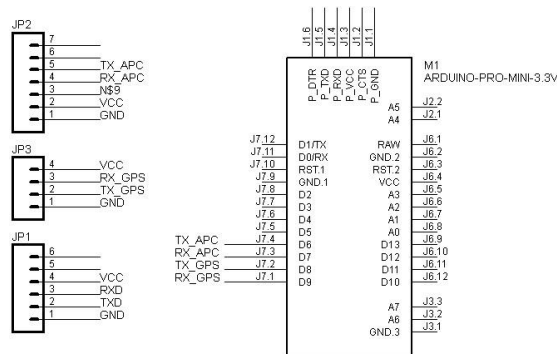 JP2
7
6
5 TX_APC
4 RX_APC
3 N$9
2 VCC
1 GND
JP3
4 VCC
3 RX_GPS
2 TX_GPS
1 GND
JP1
6
5
4 VCC
3 RXD
2 TXD
1 GND
J1.6 J1.5 J1.4 J1.3 J1.2 J1.1
P_DTR P_TXD P_RXD P_VCC P_CTS P_GND
M1
ARDUINO-PRO-MINI-3.3V
A5 J2.2
A4 J2.1
J7.12 D1/TX RAW J6.1
J7.11 D0/RX GND.2 J6.2
J7.10 RST.1 RST.2 J6.3
J7.9 GND.1 VCC J6.4
J7.8 D2 A3 J6.5
J7.7 D3 A2 J6.6
J7.6 D4 A1 J6.7
J7.5 D5 A0 J6.8
TX_APC J7.4 D6 D13 J6.9
RX_APC J7.3 D7 D12 J6.10
TX_GPS J7.2 D8 D11 J6.11
RX_GPS J7.1 D9 D10 J6.12
A7 J3.3
A6 J3.2
GND.3 J3.1